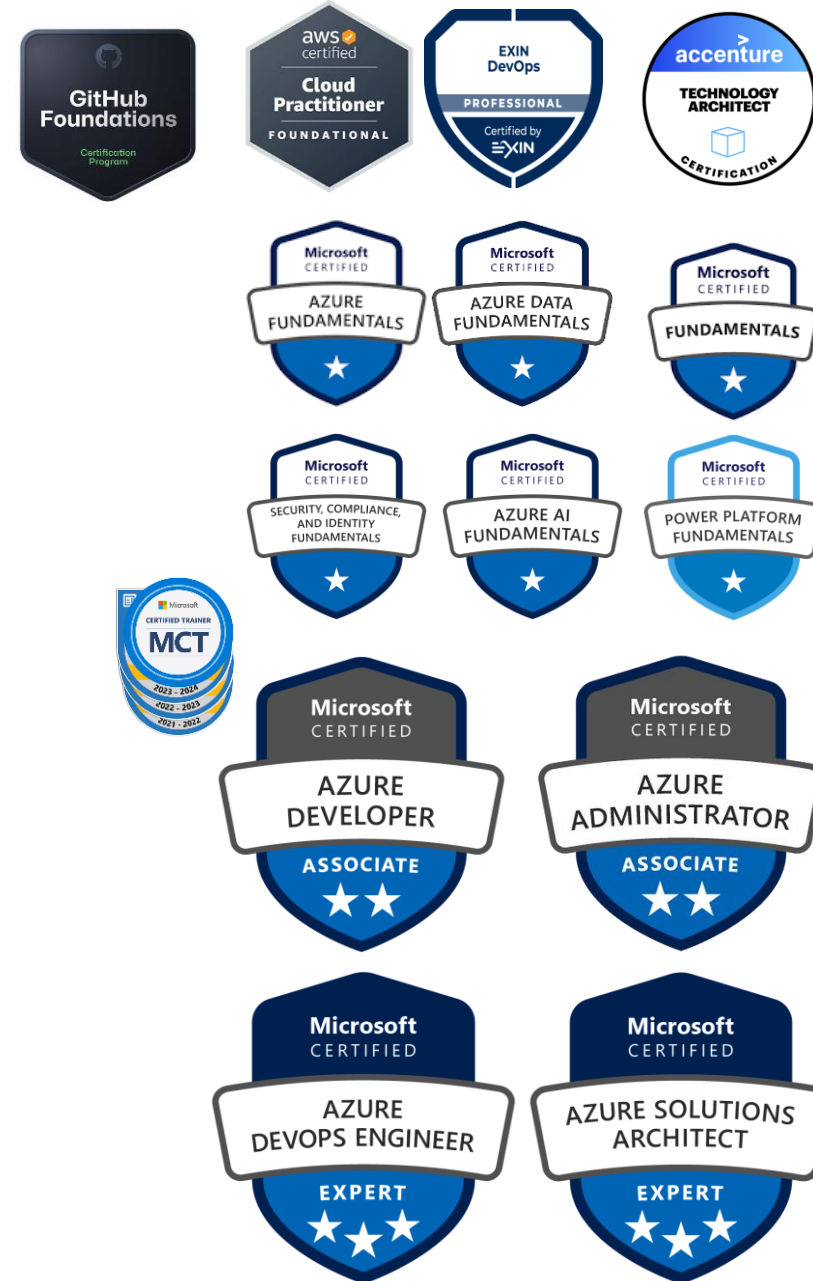 GitHub
Foundations
Certification
Program
aws
certified
Cloud
Practitioner
FOUNDATIONAL
EXIN
DevOps
PROFESSIONAL
Certified by
EXIN
accenture
TECHNOLOGY
ARCHITECT
CERTIFICATION
Microsoft
CERTIFIED
AZURE
FUNDAMENTALS
Microsoft
CERTIFIED
AZURE DATA
FUNDAMENTALS
Microsoft
CERTIFIED
FUNDAMENTALS
Microsoft
CERTIFIED
SECURITY, COMPLIANCE,
AND IDENTITY
FUNDAMENTALS
Microsoft
CERTIFIED
AZURE AI
FUNDAMENTALS
Microsoft
CERTIFIED
POWER PLATFORM
FUNDAMENTALS
Microsoft
CERTIFIED TRAINER
MCT
2023 - 2024
2022 - 2023
2021 - 2022
Microsoft
CERTIFIED
AZURE
DEVELOPER
ASSOCIATE
Microsoft
CERTIFIED
AZURE
ADMINISTRATOR
ASSOCIATE
Microsoft
CERTIFIED
AZURE
DEVOPS ENGINEER
EXPERT
Microsoft
CERTIFIED
AZURE SOLUTIONS
ARCHITECT
EXPERT